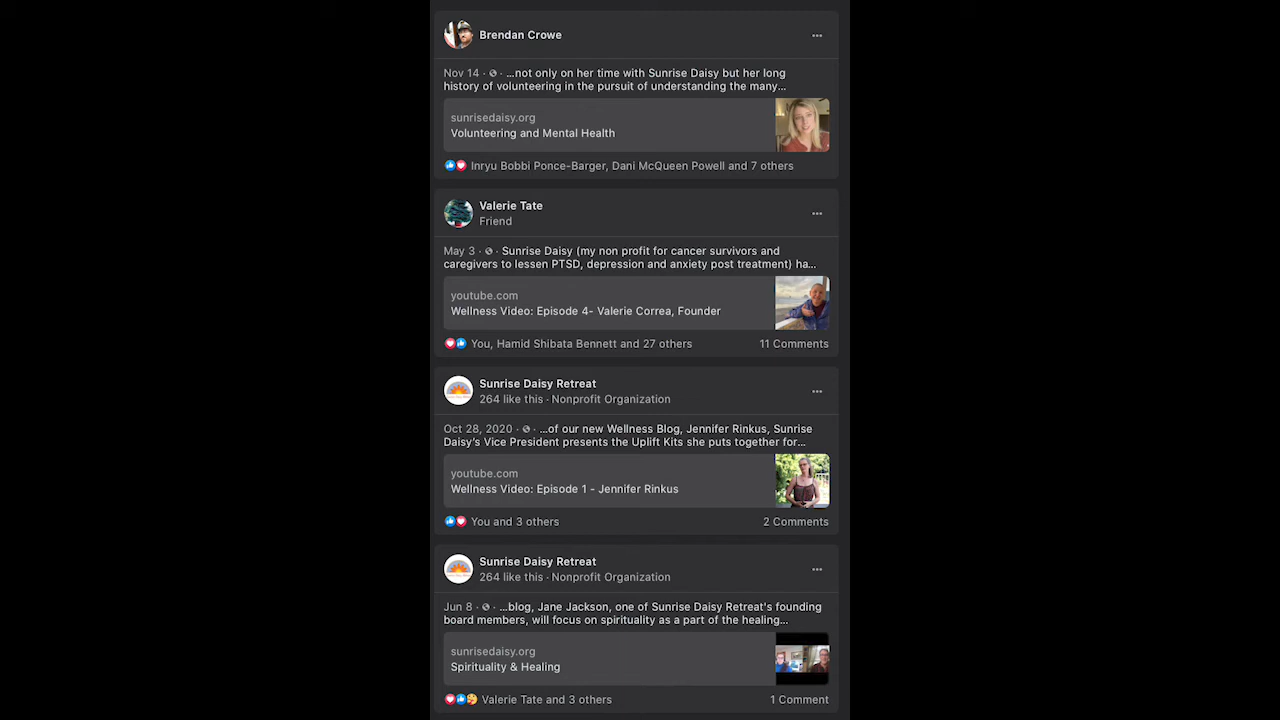 Brendan Crowe
Nov 14 · ...not only on her time with Sunrise Daisy but her long
history of volunteering in the pursuit of understanding the many...
sunrisedaisy.org
Volunteering and Mental Health
Inryu Bobbi Ponce-Barger, Dani McQueen Powell and 7 others
Valerie Tate
Friend
May 3 · Sunrise Daisy (my non profit for cancer survivors and
caregivers to lessen PTSD, depression and anxiety post treatment) ha...
youtube.com
Wellness Video: Episode 4- Valerie Correa, Founder
You, Hamid Shibata Bennett and 27 others 11 Comments
Sunrise Daisy Retreat
264 like this · Nonprofit Organization
Oct 28, 2020 · ...of our new Wellness Blog, Jennifer Rinkus, Sunrise
Daisy's Vice President presents the Uplift Kits she puts together for...
youtube.com
Wellness Video: Episode 1 - Jennifer Rinkus
You and 3 others 2 Comments
Sunrise Daisy Retreat
264 like this · Nonprofit Organization
Jun 8 · ...blog, Jane Jackson, one of Sunrise Daisy Retreat's founding
board members, will focus on spirituality as a part of the healing...
sunrisedaisy.org
Spirituality & Healing
Valerie Tate and 3 others 1 Comment